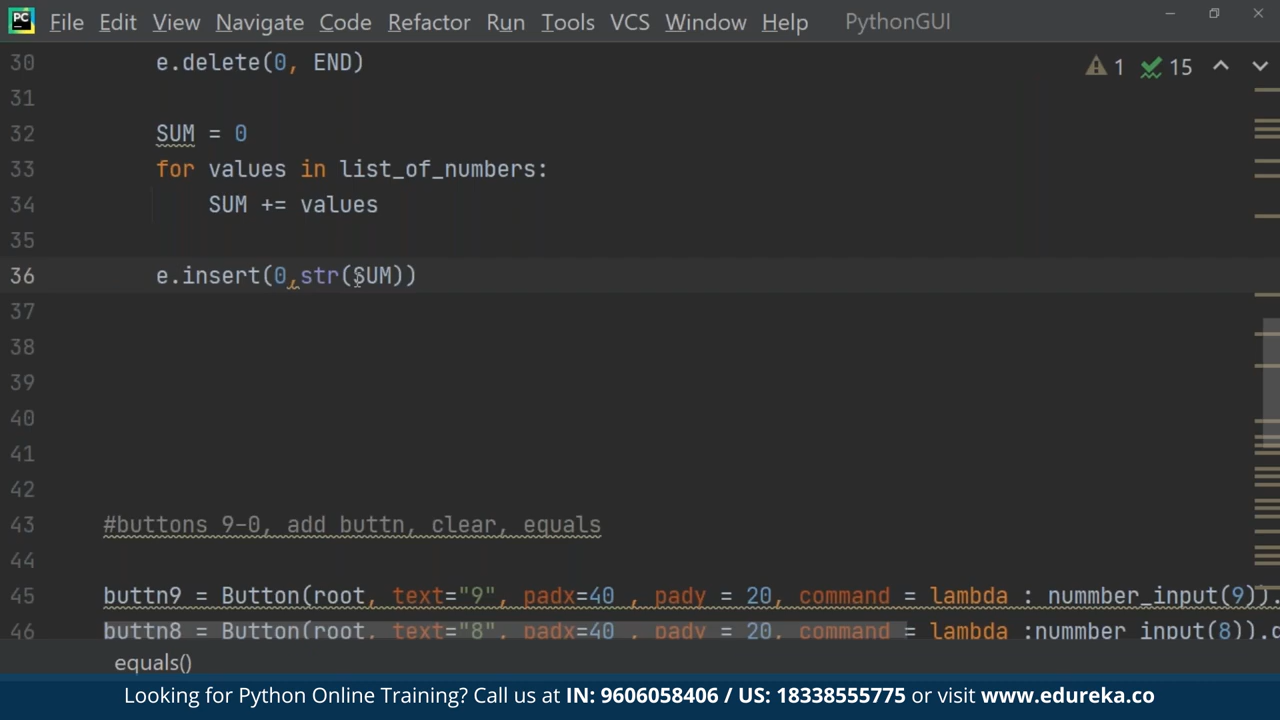 PC File Edit View Navigate Code Refactor Run Tools VCS Window Help PythonGUI
30 e.delete(0, END)
1 15
31
32 SUM = 0
33 for values in list_of_numbers:
34 SUM += values
35
36 e.insert(0,str(SUM))
37
38
39
40
41
42
43 #buttons 9-0, add buttn, clear, equals
44
45 buttn9 = Button(root, text="9", padx=40 , pady = 20, command = lambda : nummber_input(9)).
46 buttn8 = Button(root, text="8", padx=40 , pady = 20, command = lambda :nummber_input(8)).
equals()
Looking for Python Online Training? Call us at IN: 9606058406 / US: 18338555775 or visit www.edureka.co